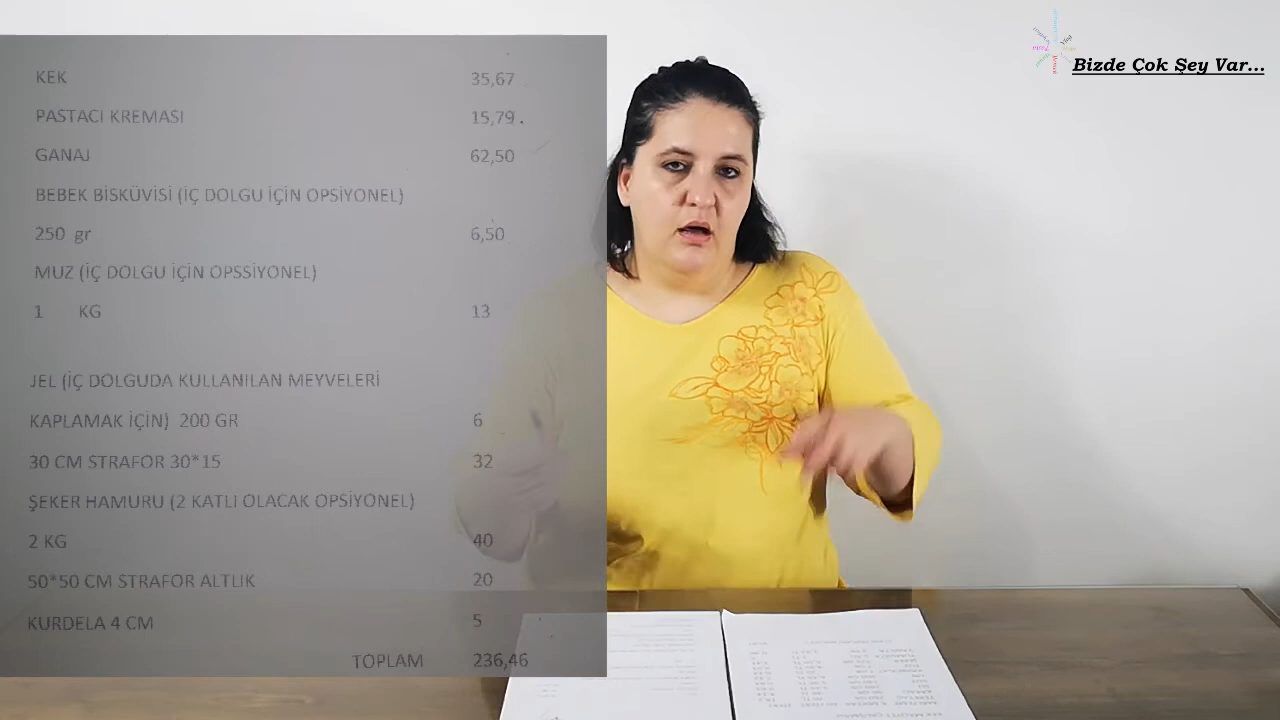 Bizde Çok Şey Var...
KEK 35,67
PASTACI KREMASI 15,79
GANAJ 62,50
BEBEK BİSKÜVİSİ (İÇ DOLGU İÇİN OPSİYONEL)
250 gr 6,50
MUZ (İÇ DOLGU İÇİN OPSSİYONEL)
1 KG 13
JEL (İÇ DOLGUDA KULLANILAN MEYVELERİ
KAPLAMAK İÇİN) 200 GR 6
30 CM STRAFOR 30*15 32
ŞEKER HAMURU (2 KATLI OLACAK OPSİYONEL)
2 KG 40
50*50 CM STRAFOR ALTLIK 20
KURDELA 4 CM 5
TOPLAM 236,46